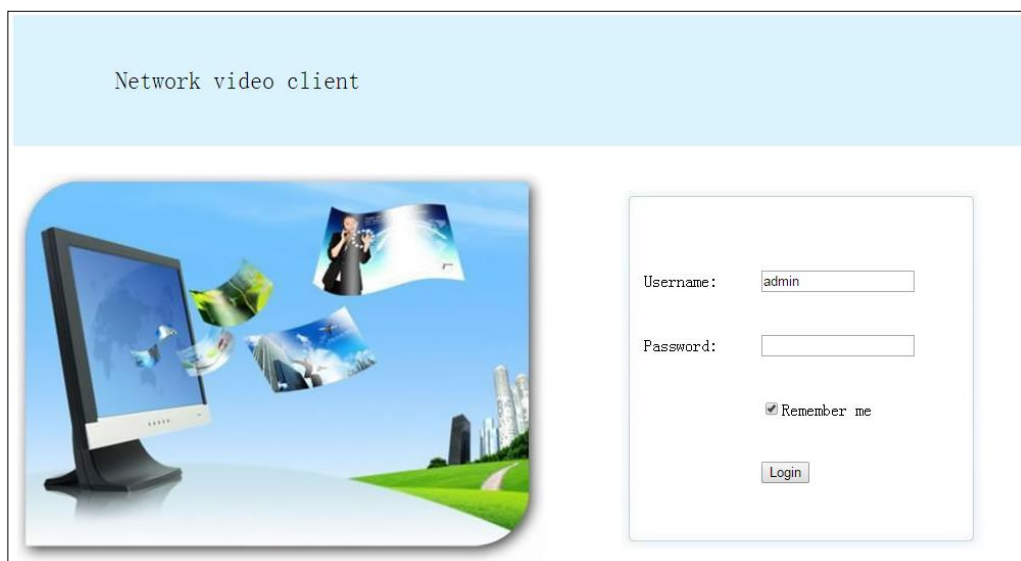 Network video client
Username: admin
Password:
Remember me
Login